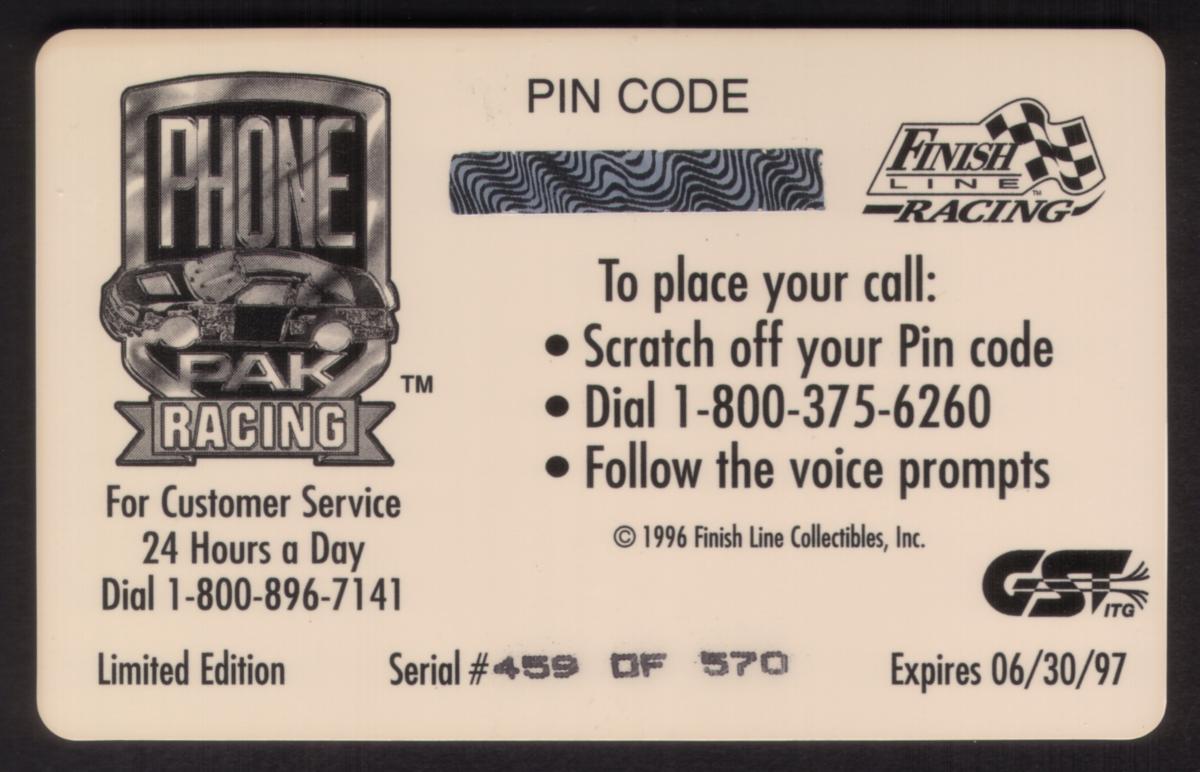 PHONE
PAK
RACING
TM
For Customer Service
24 Hours a Day
Dial 1-800-896-7141
Limited Edition
PIN CODE
FINISH
LINE
TM
RACING
To place your call:
• Scratch off your Pin code
• Dial 1-800-375-6260
• Follow the voice prompts
© 1996 Finish Line Collectibles, Inc.
GST
ITG
Serial # 459 OF 570
Expires 06/30/97